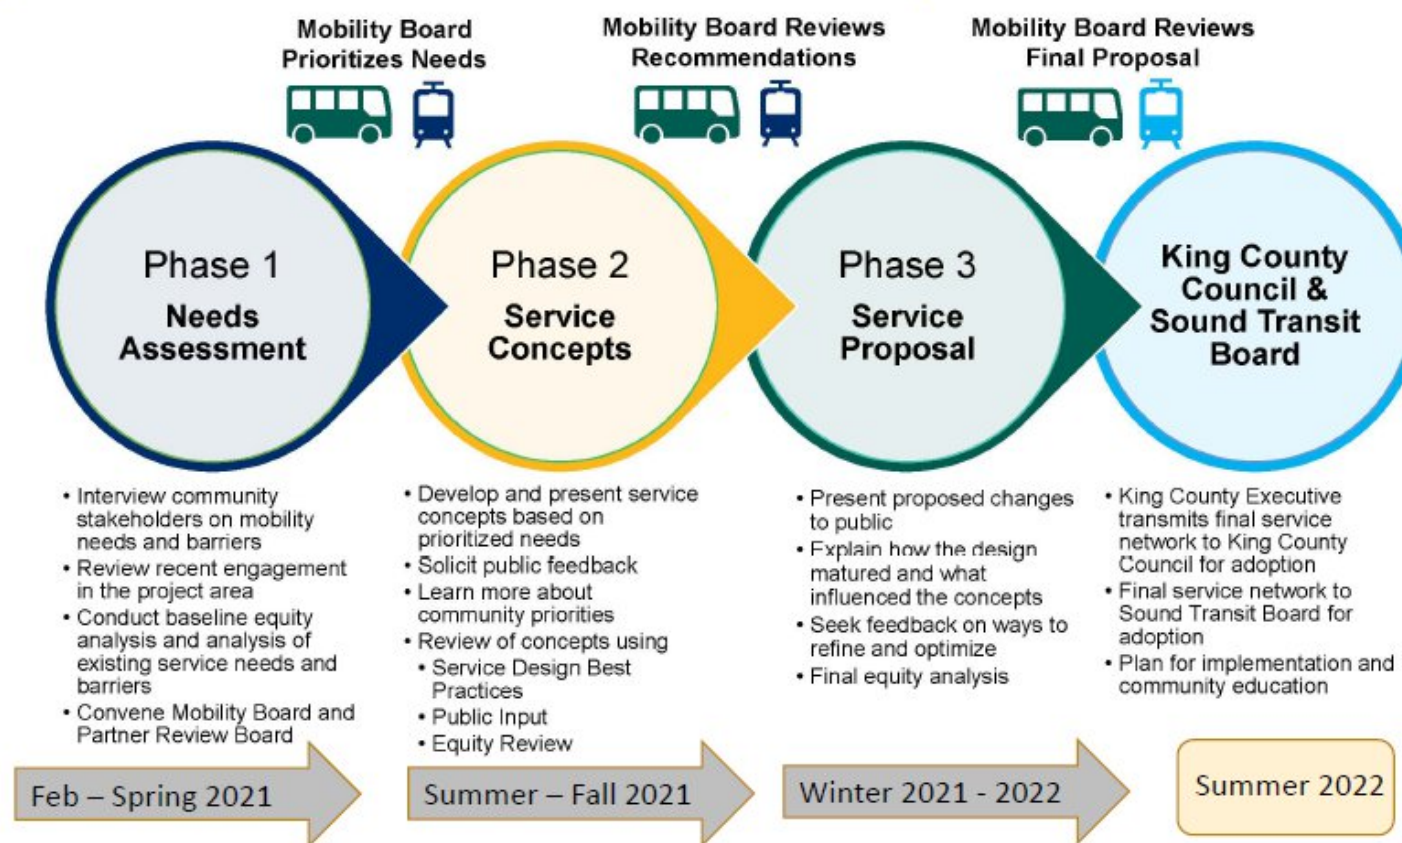 Mobility Board
Prioritizes Needs
Mobility Board Reviews
Recommendations
Mobility Board Reviews
Final Proposal
Phase 1
Needs
Assessment
Phase 2
Service
Concepts
Phase 3
Service
Proposal
King County
Council &
Sound Transit
Board
• Interview community
stakeholders on mobility
needs and barriers
• Review recent engagement
in the project area
• Conduct baseline equity
analysis and analysis of
existing service needs and
barriers
• Convene Mobility Board and
Partner Review Board
• Develop and present service
concepts based on
prioritized needs
• Solicit public feedback
• Learn more about
community priorities
• Review of concepts using
• Service Design Best
Practices
• Public Input
• Equity Review
• Present proposed changes
to public
• Explain how the design
matured and what
influenced the concepts
• Seek feedback on ways to
refine and optimize
• Final equity analysis
• King County Executive
transmits final service
network to King County
Council for adoption
• Final service network to
Sound Transit Board for
adoption
• Plan for implementation and
community education
Feb – Spring 2021
Summer – Fall 2021
Winter 2021 - 2022
Summer 2022